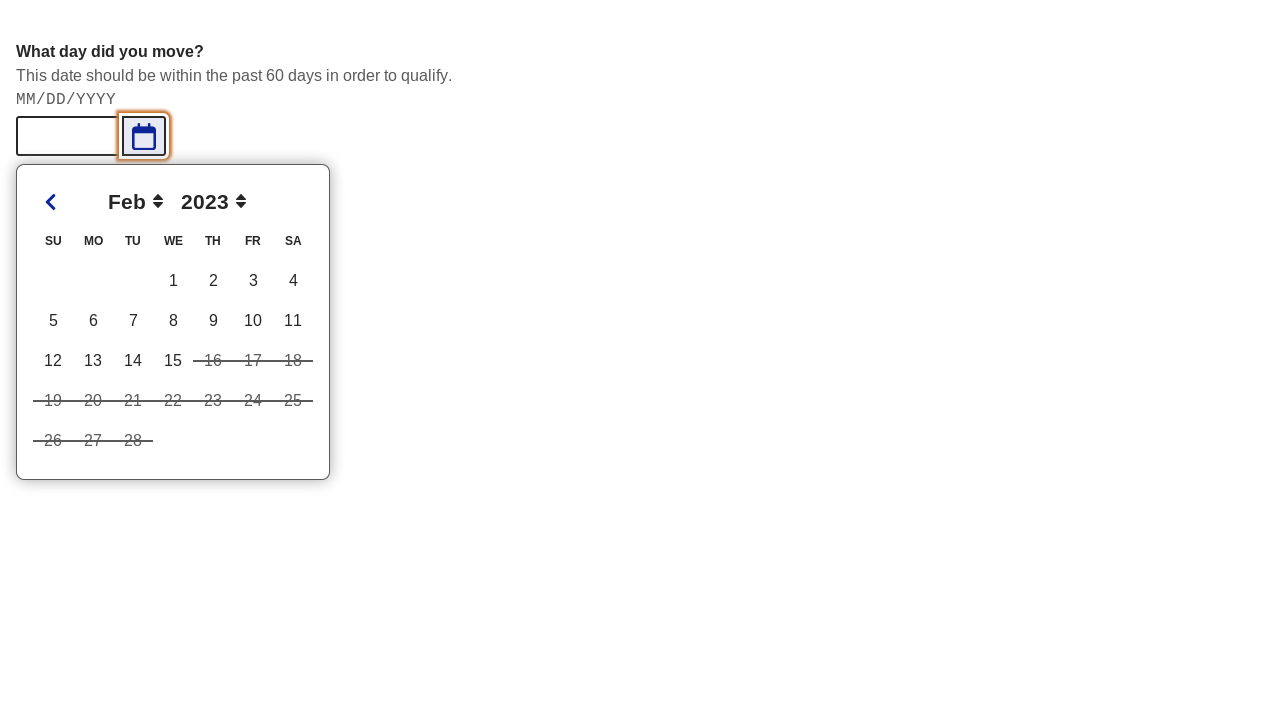 What day did you move?
This date should be within the past 60 days in order to qualify.
MM/DD/YYYY
Feb 2023
SU MO TU WE TH FR SA
1 2 3 4
5 6 7 8 9 10 11
12 13 14 15 16 17 18
19 20 21 22 23 24 25
26 27 28